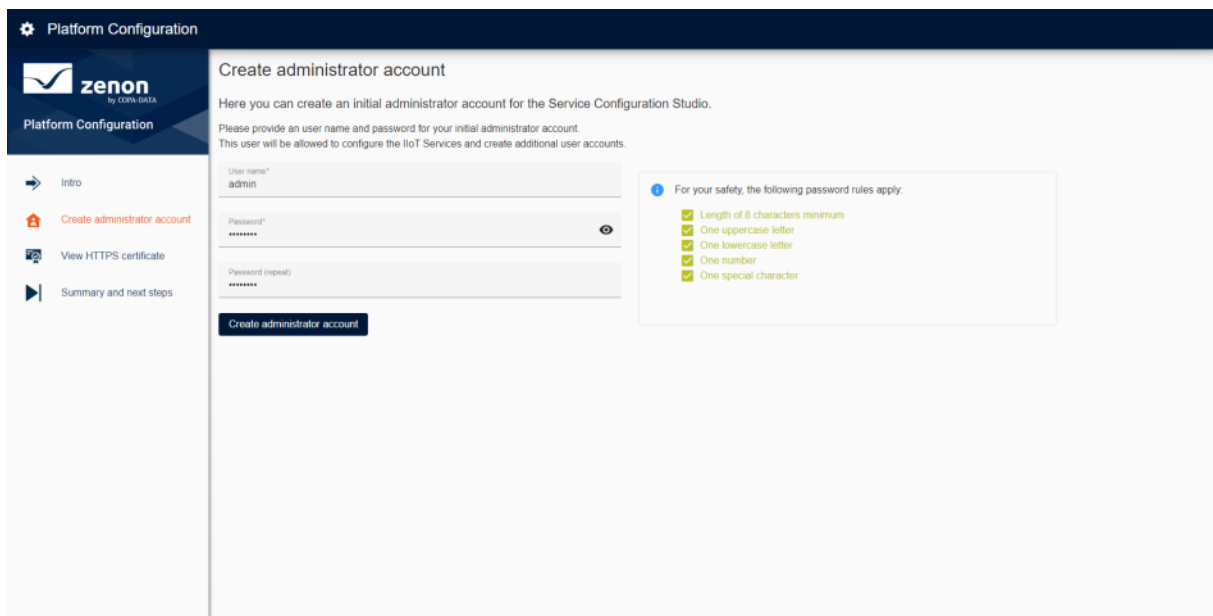 Platform Configuration
zenon
by COPA-DATA
Platform Configuration
Intro
Create administrator account
View HTTPS certificate
Summary and next steps
Create administrator account
Here you can create an initial administrator account for the Service Configuration Studio.
Please provide an user name and password for your initial administrator account.
This user will be allowed to configure the IIoT Services and create additional user accounts.
User name*
admin
Password*
••••••••
Password (repeat)
••••••••
Create administrator account
For your safety, the following password rules apply:
Length of 8 characters minimum
One uppercase letter
One lowercase letter
One number
One special character